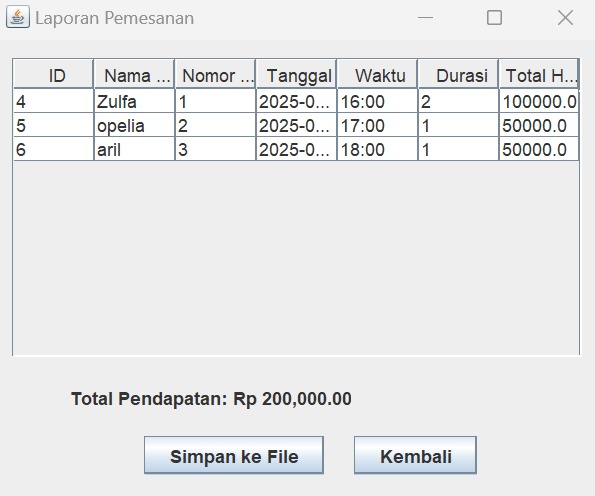 Laporan Pemesanan
ID Nama ... Nomor ... Tanggal Waktu Durasi Total H...
4 Zulfa 1 2025-0... 16:00 2 100000.0
5 opelia 2 2025-0... 17:00 1 50000.0
6 aril 3 2025-0... 18:00 1 50000.0
Total Pendapatan: Rp 200,000.00
Simpan ke File Kembali